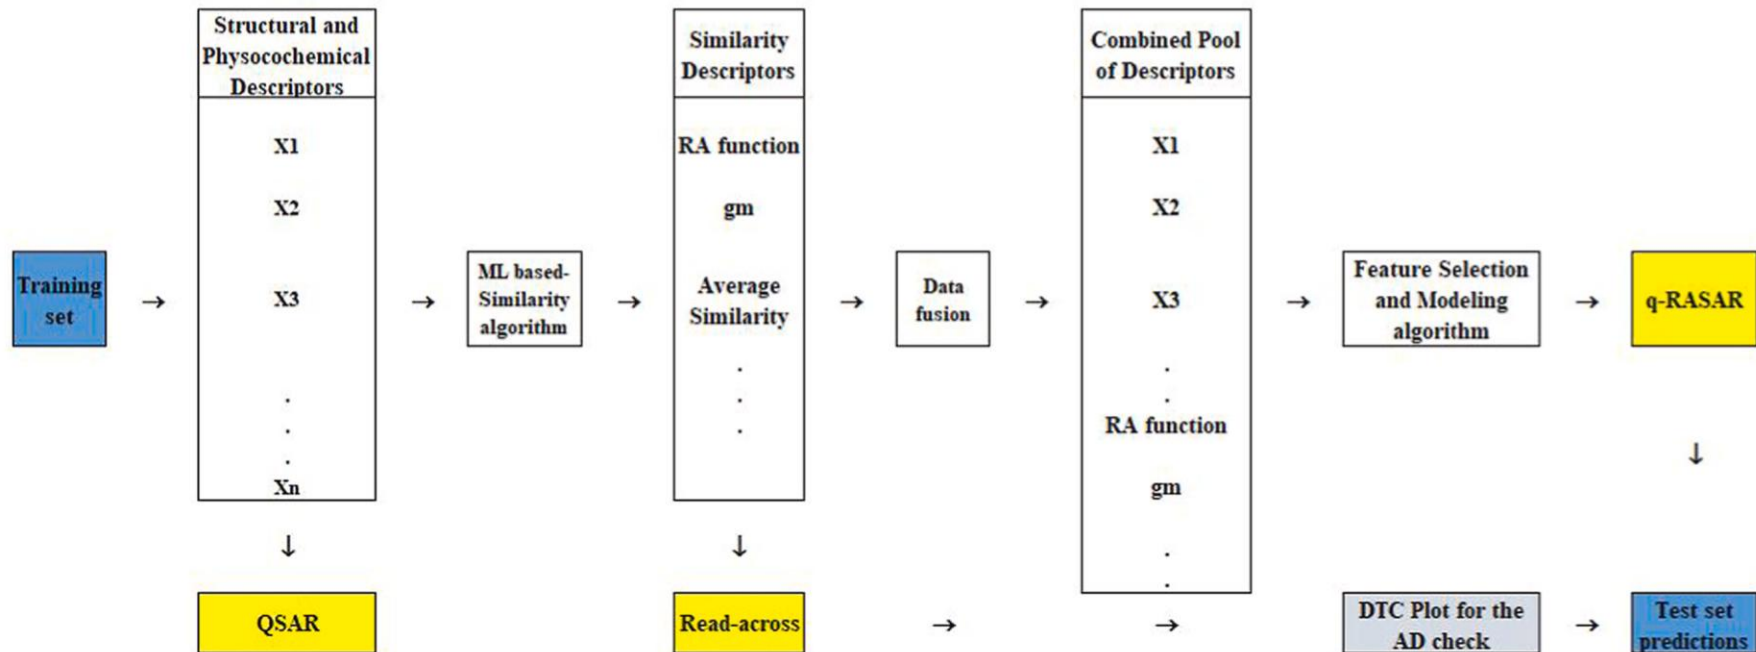 Training
set
→
Structural and
Physocochemical
Descriptors
X1
X2
X3
.
.
.
Xn
↓
QSAR
→
ML based-
Similarity
algorithm
→
Similarity
Descriptors
RA function
gm
Average
Similarity
.
.
.
↓
Read-across
→
Data
fusion
→
Combined Pool
of Descriptors
X1
X2
X3
.
.
RA function
gm
.
.
→
Feature Selection
and Modeling
algorithm
→
q-RASAR
↓
→
→
DTC Plot for the
AD check
→
Test set
predictions